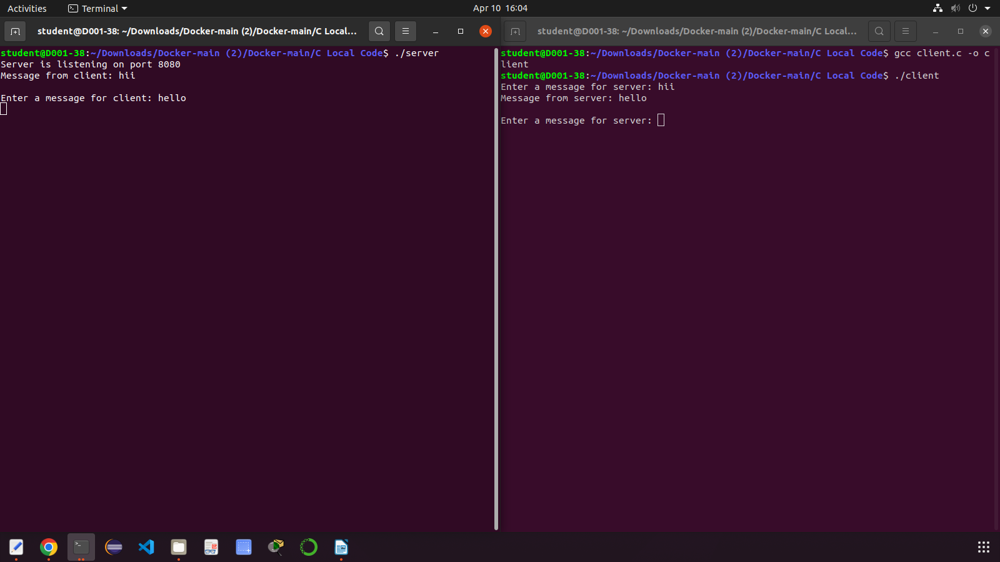 Activities
Terminal
Apr 10 16:04
student@D001-38: ~/Downloads/Docker-main (2)/Docker-main/C Local...
student@D001-38:~/Downloads/Docker-main (2)/Docker-main/C Local Code$ ./server
Server is listening on port 8080
Message from client: hii
Enter a message for client: hello
student@D001-38: ~/Downloads/Docker-main (2)/Docker-main/C Local...
student@D001-38:~/Downloads/Docker-main (2)/Docker-main/C Local Code$ gcc client.c -o c
lient
student@D001-38:~/Downloads/Docker-main (2)/Docker-main/C Local Code$ ./client
Enter a message for server: hii
Message from server: hello
Enter a message for server: